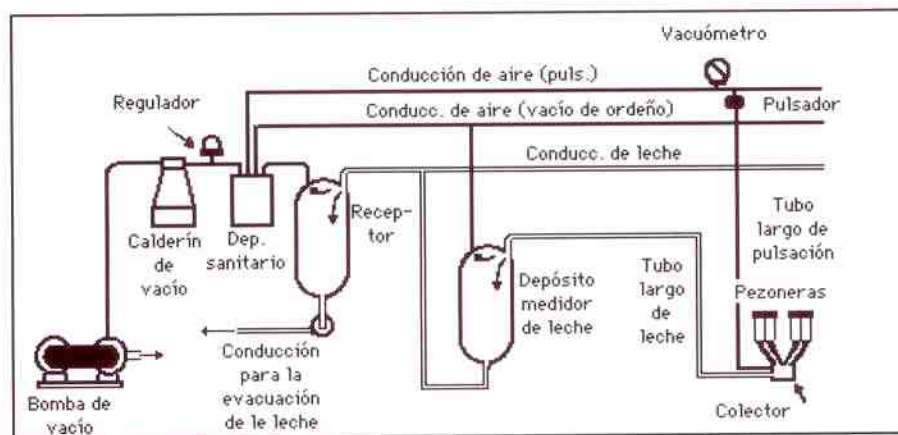 Vacuómetro
Conducción de aire (puls.)
Regulador
Pulsador
Conducc. de aire (vacío de ordeño)
Conducc. de leche
Recep-
tor
Tubo
largo de
pulsación
Calderín
de
vacío
Dep.
sanitario
Depósito
medidor
de leche
Tubo
largo
de
leche
Pezoneras
Conducción
para la
evacuación
de le leche
Bomba de
vacío
Colector